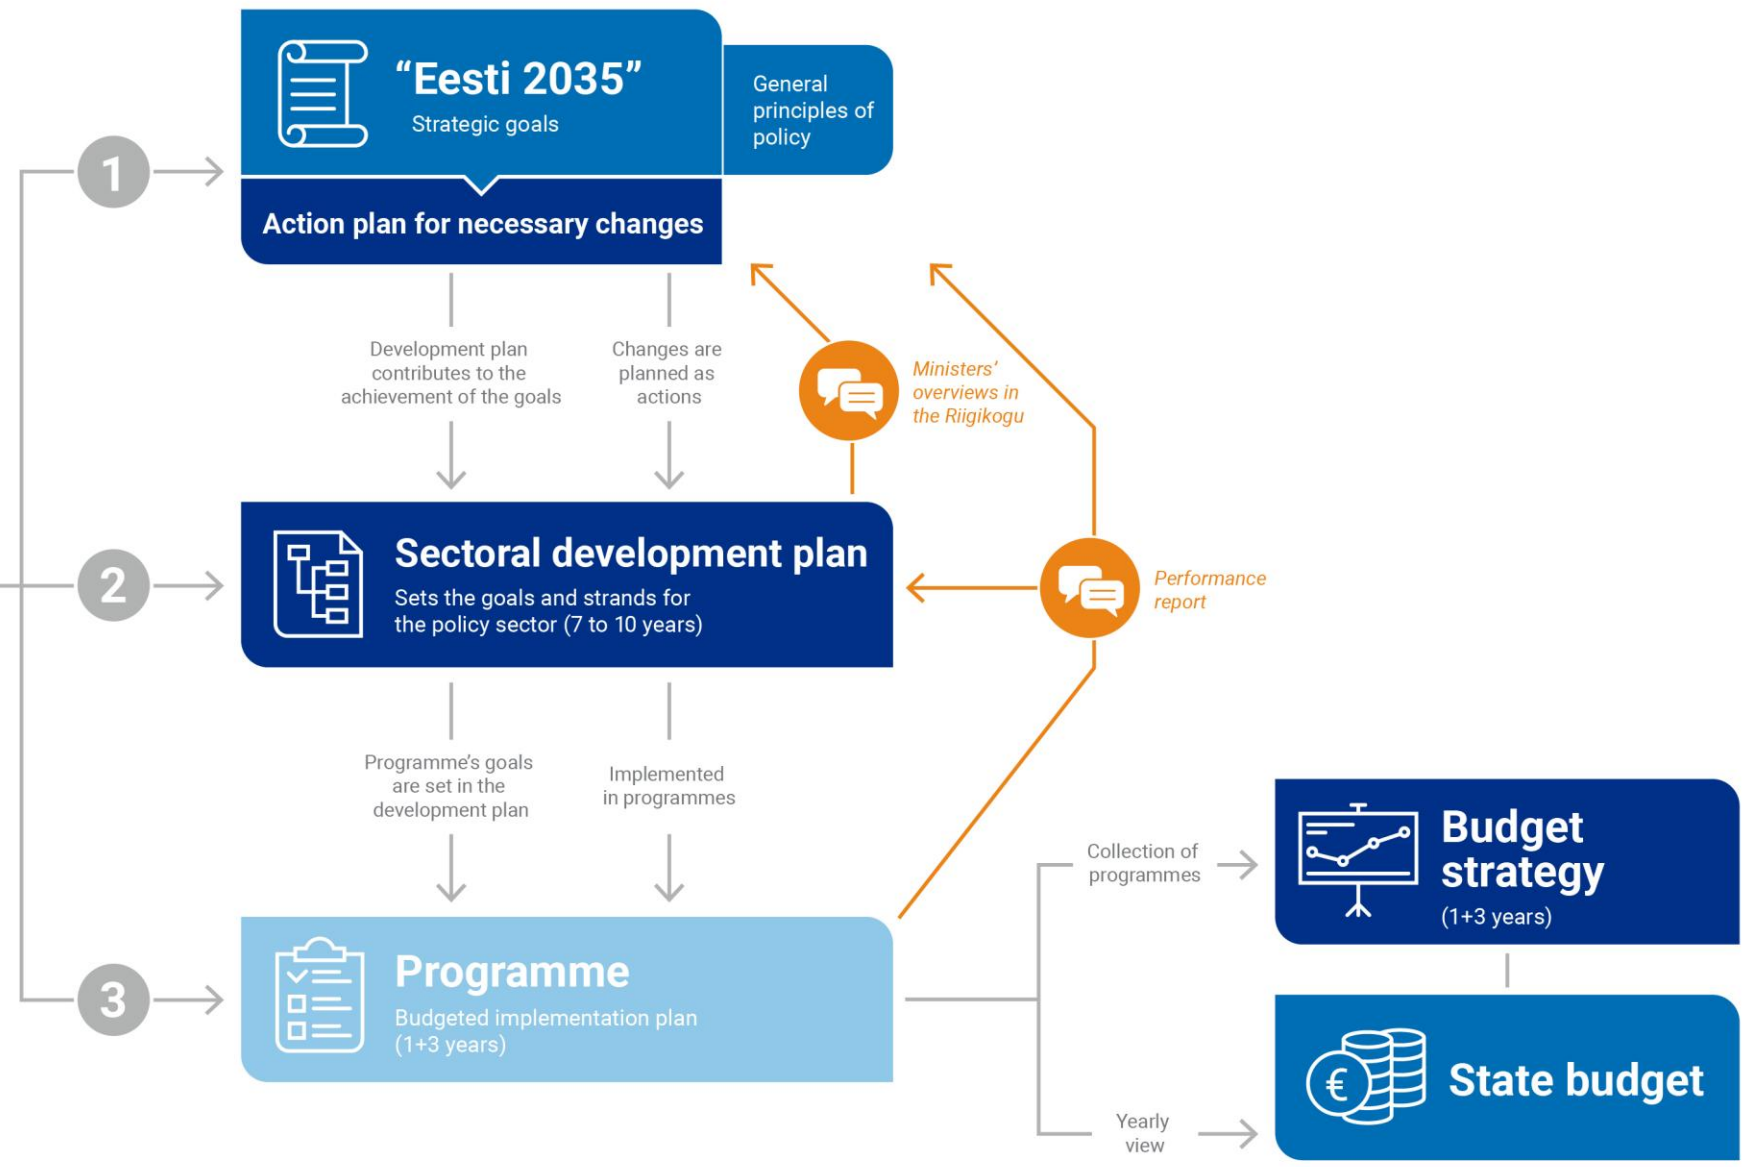 “Eesti 2035”
Strategic goals
General
principles of
policy
1
Action plan for necessary changes
Development plan
contributes to the
achievement of the goals
Changes are
planned as
actions
Ministers’
overviews in
the Riigikogu
2
Sectoral development plan
Sets the goals and strands for
the policy sector (7 to 10 years)
Performance
report
Programme’s goals
are set in the
development plan
Implemented
in programmes
3
Programme
Budgeted implementation plan
(1+3 years)
Collection of
programmes
Budget
strategy
(1+3 years)
Yearly
view
€
State budget